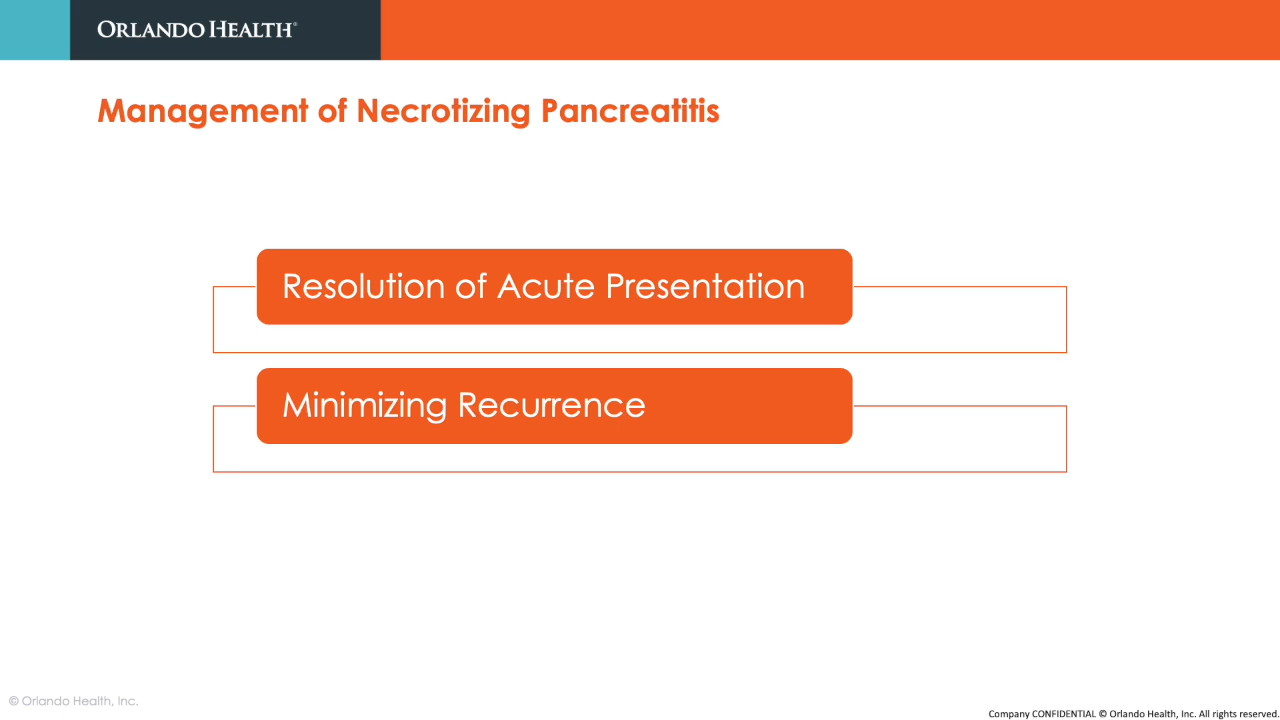 ORLANDO HEALTH®
Management of Necrotizing Pancreatitis
Resolution of Acute Presentation
Minimizing Recurrence
© Orlando Health, Inc.
Company CONFIDENTIAL © Orlando Health, Inc. All rights reserved.